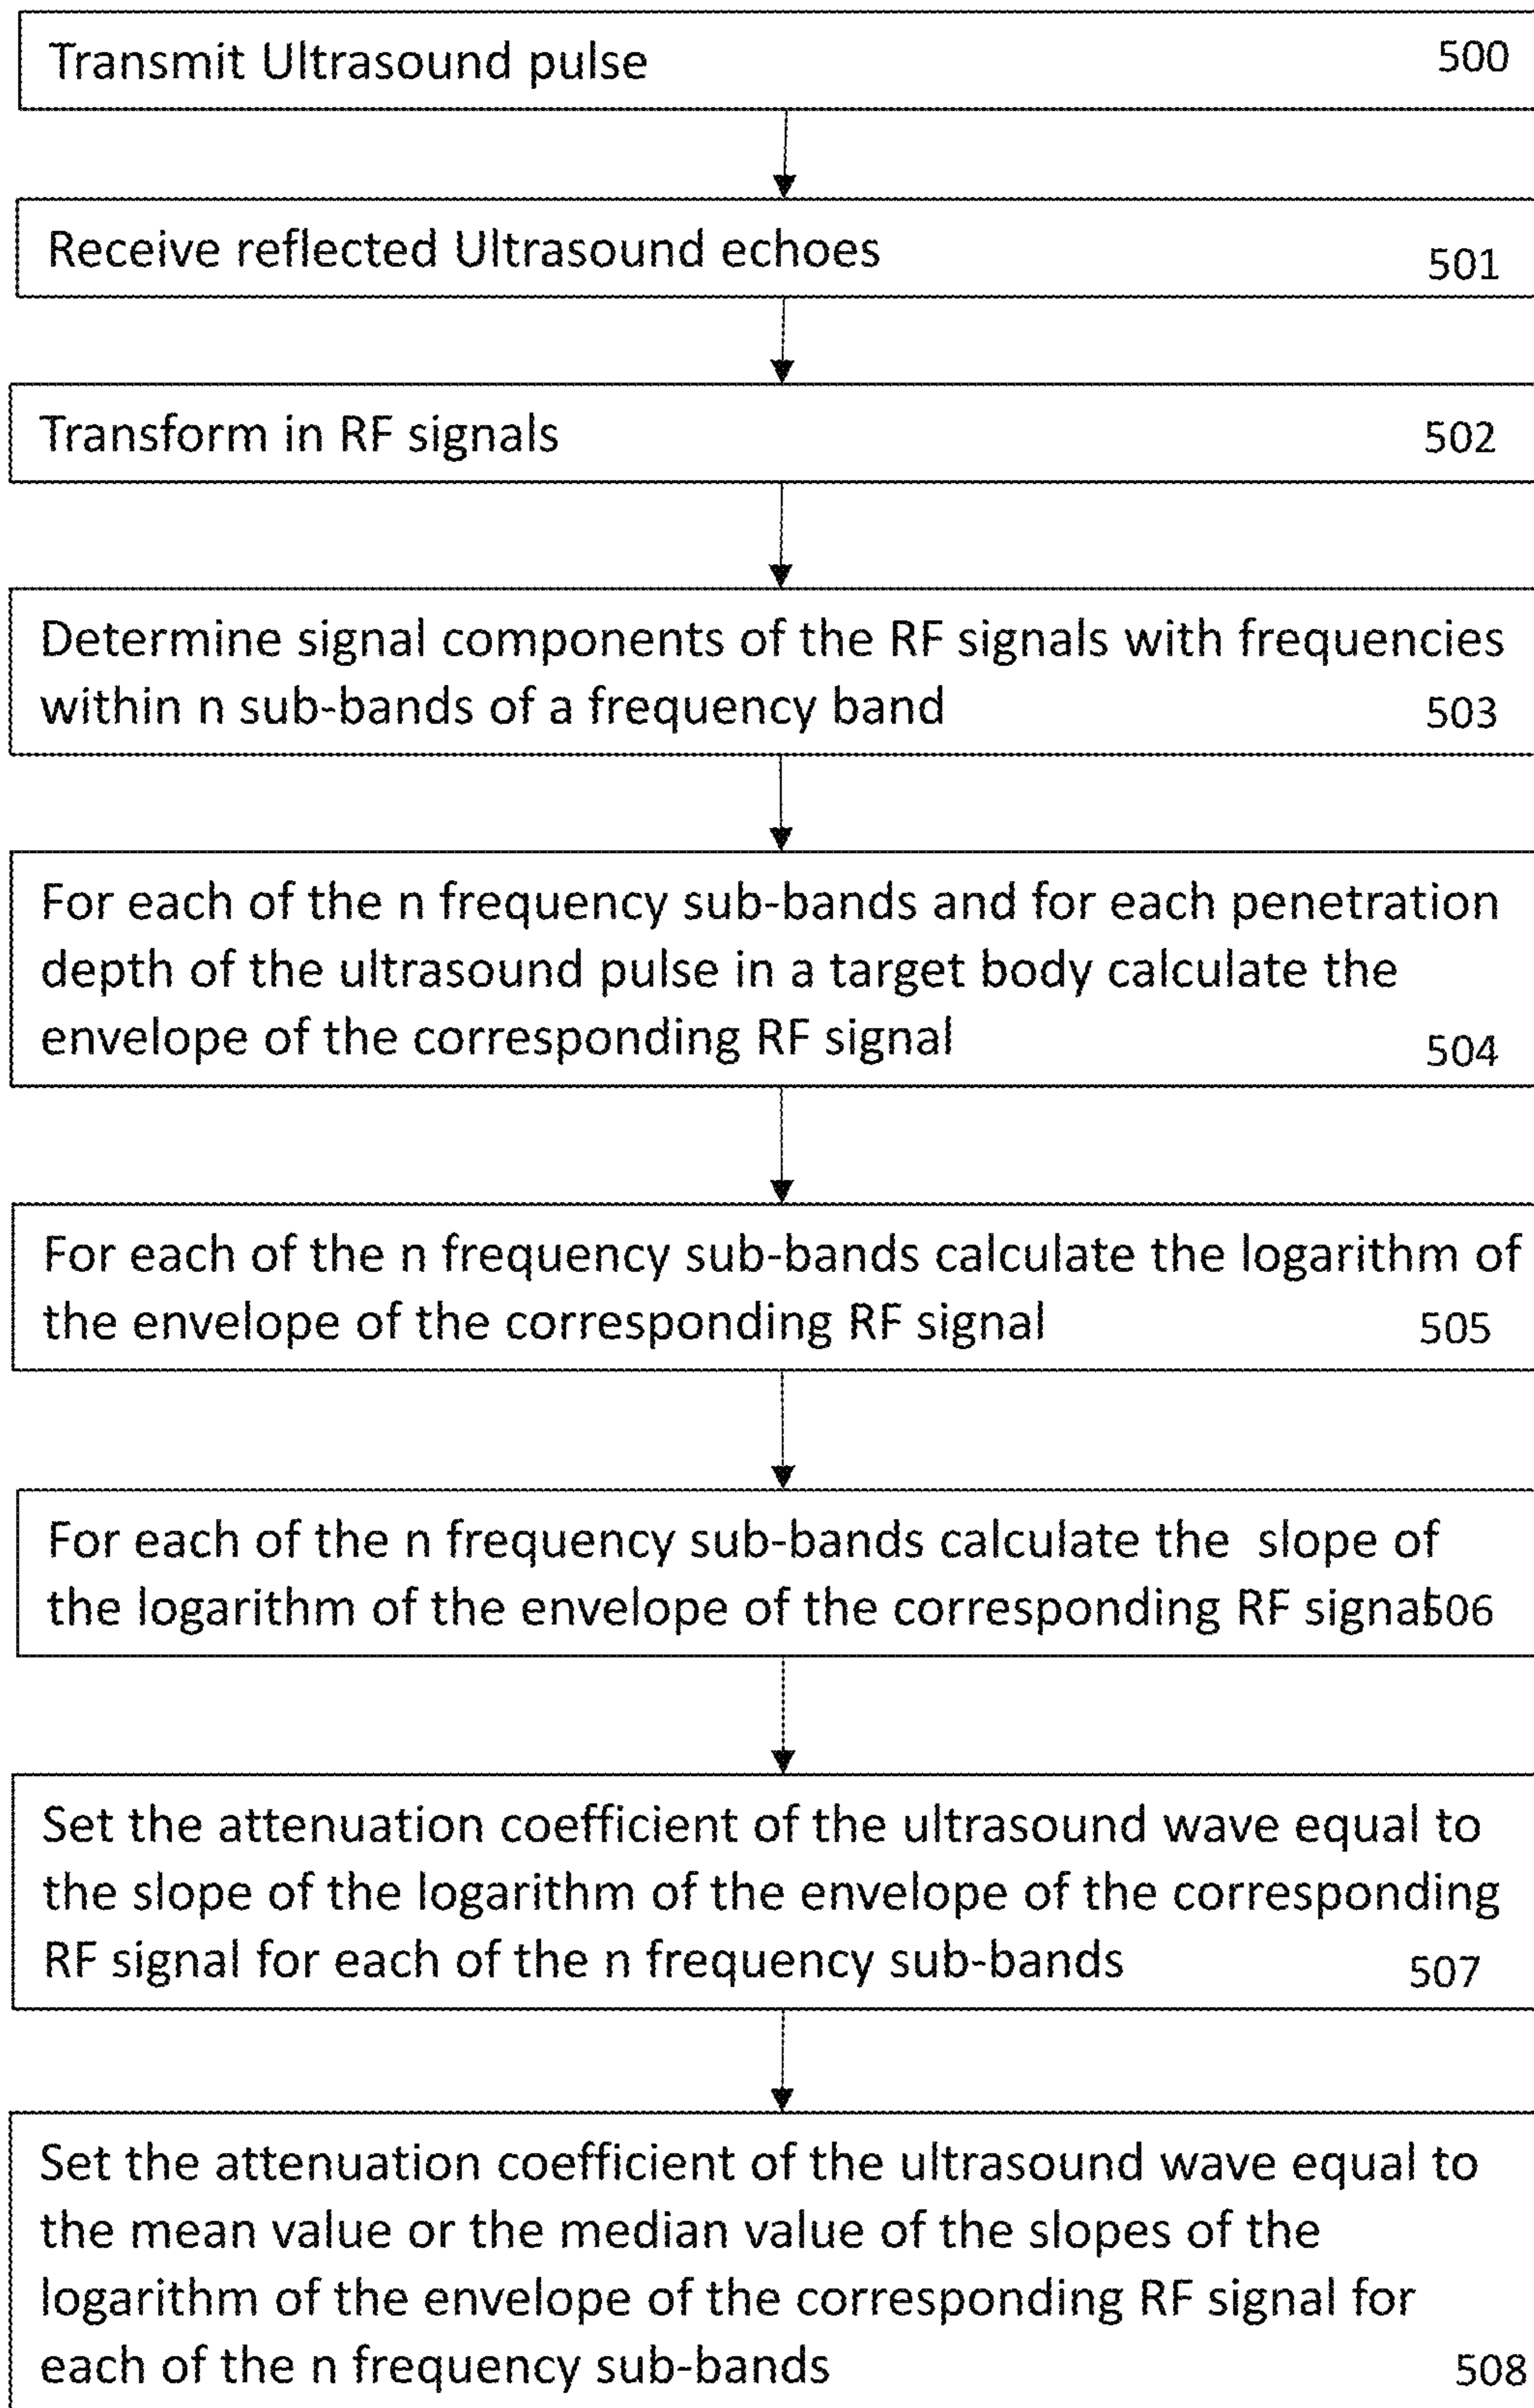 Transmit Ultrasound pulse 500
Receive reflected Ultrasound echoes 501
Transform in RF signals 502
Determine signal components of the RF signals with frequencies
within n sub-bands of a frequency band 503
For each of the n frequency sub-bands and for each penetration
depth of the ultrasound pulse in a target body calculate the
envelope of the corresponding RF signal 504
For each of the n frequency sub-bands calculate the logarithm of
the envelope of the corresponding RF signal 505
For each of the n frequency sub-bands calculate the slope of
the logarithm of the envelope of the corresponding RF signal 506
Set the attenuation coefficient of the ultrasound wave equal to
the slope of the logarithm of the envelope of the corresponding
RF signal for each of the n frequency sub-bands 507
Set the attenuation coefficient of the ultrasound wave equal to
the mean value or the median value of the slopes of the
logarithm of the envelope of the corresponding RF signal for
each of the n frequency sub-bands 508